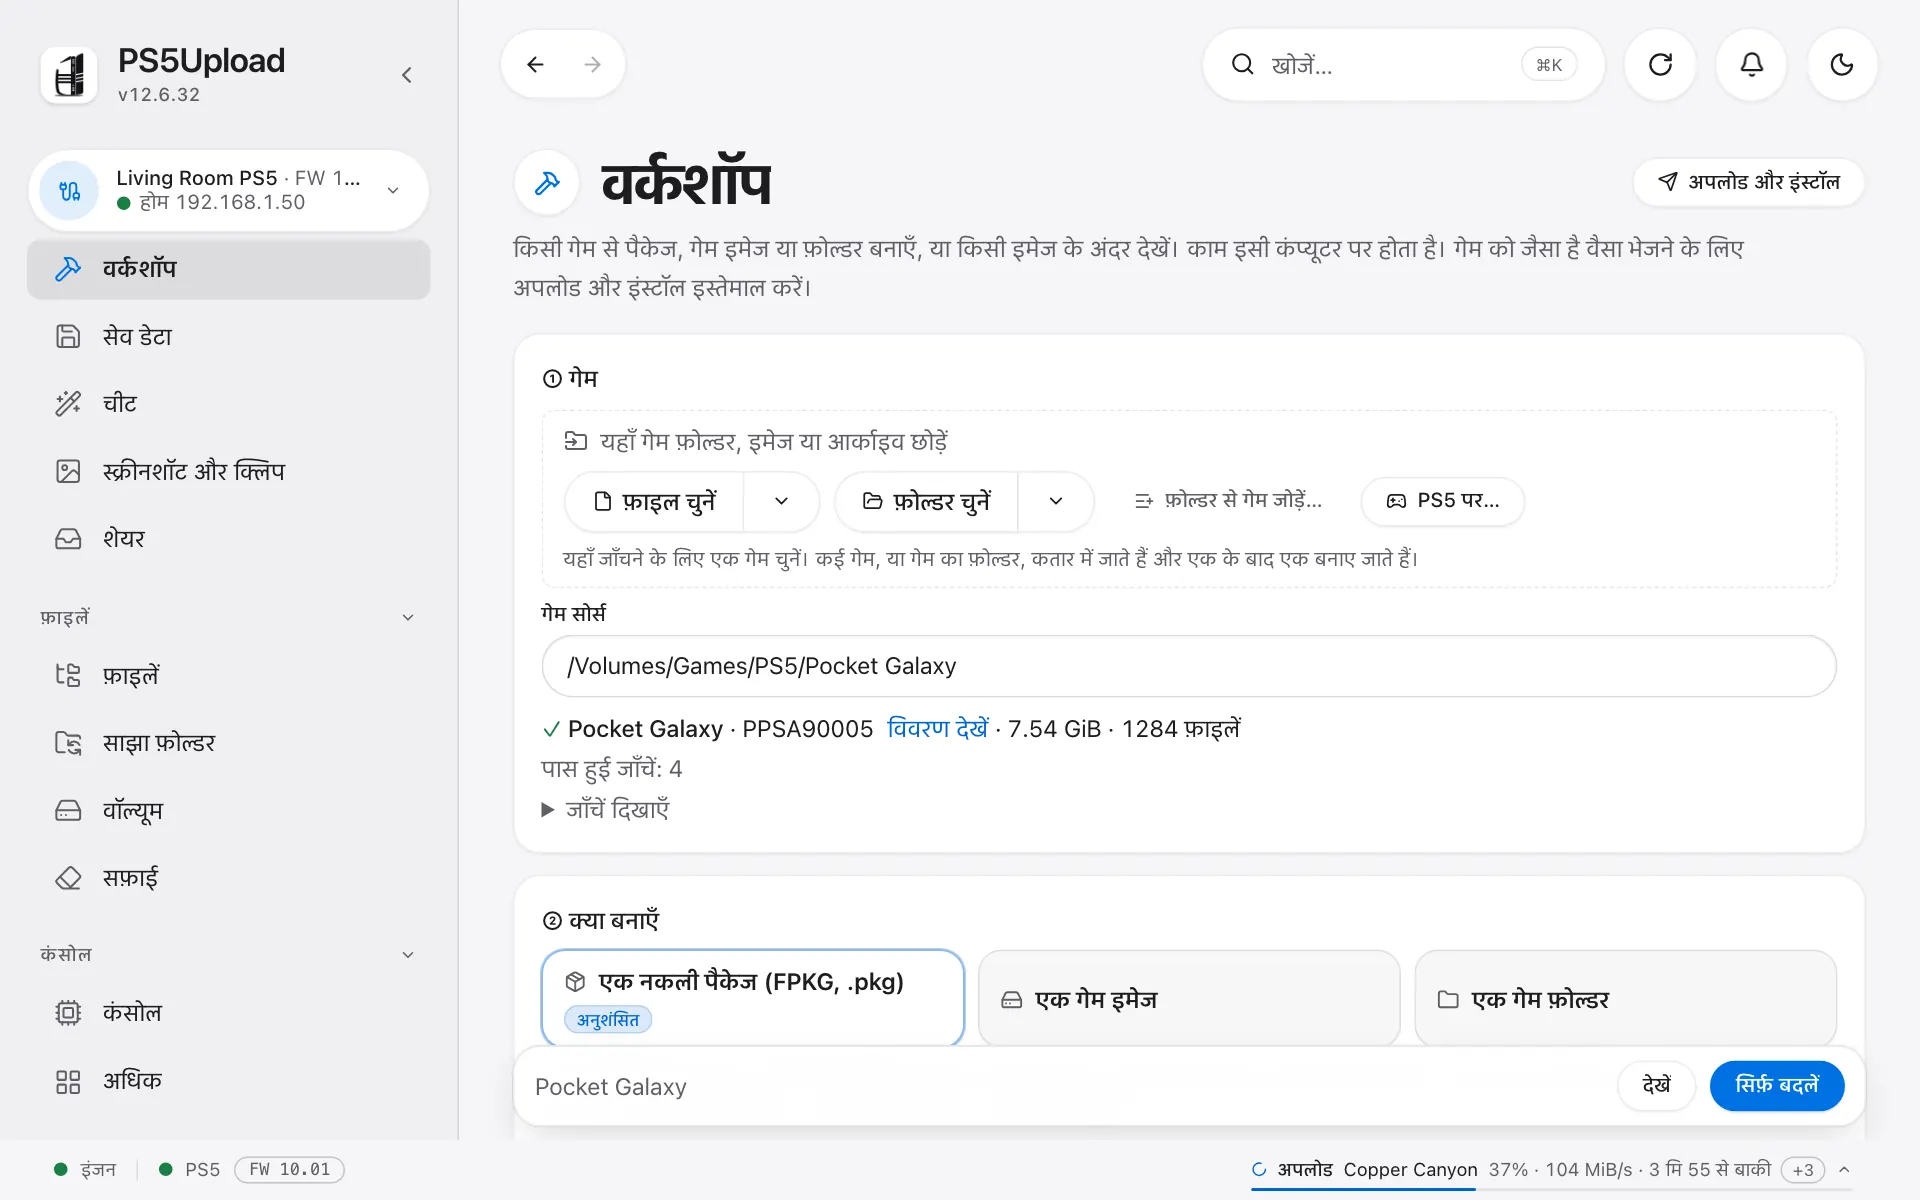 PS5Upload
v12.6.32
Living Room PS5 · FW 1...
होम 192.168.1.50
वर्कशॉप
सेव डेटा
चीट
स्क्रीनशॉट और क्लिप
शेयर
फ़ाइलें
फ़ाइलें
साझा फ़ोल्डर
वॉल्यूम
सफ़ाई
कंसोल
कंसोल
अधिक
खोजें...
⌘K
वर्कशॉप
अपलोड और इंस्टॉल
किसी गेम से पैकेज, गेम इमेज या फ़ोल्डर बनाएँ, या किसी इमेज के अंदर देखें। काम इसी कंप्यूटर पर होता है। गेम को जैसा है वैसा भेजने के लिए
अपलोड और इंस्टॉल इस्तेमाल करें।
① गेम
यहाँ गेम फ़ोल्डर, इमेज या आर्काइव छोड़ें
फ़ाइल चुनें
फ़ोल्डर चुनें
फ़ोल्डर से गेम जोड़ें...
PS5 पर...
यहाँ जाँचने के लिए एक गेम चुनें। कई गेम, या गेम का फ़ोल्डर, कतार में जाते हैं और एक के बाद एक बनाए जाते हैं।
गेम सोर्स
/Volumes/Games/PS5/Pocket Galaxy
✓ Pocket Galaxy · PPSA90005 विवरण देखें · 7.54 GiB · 1284 फ़ाइलें
पास हुई जाँचें: 4
▶ जाँचें दिखाएँ
② क्या बनाएँ
एक नकली पैकेज (FPKG, .pkg)
अनुशंसित
एक गेम इमेज
एक गेम फ़ोल्डर
Pocket Galaxy
देखें
सिर्फ़ बदलें
इंजन
PS5
FW 10.01
अपलोड Copper Canyon 37% · 104 MiB/s · 3 मि 55 से बाकी
+3